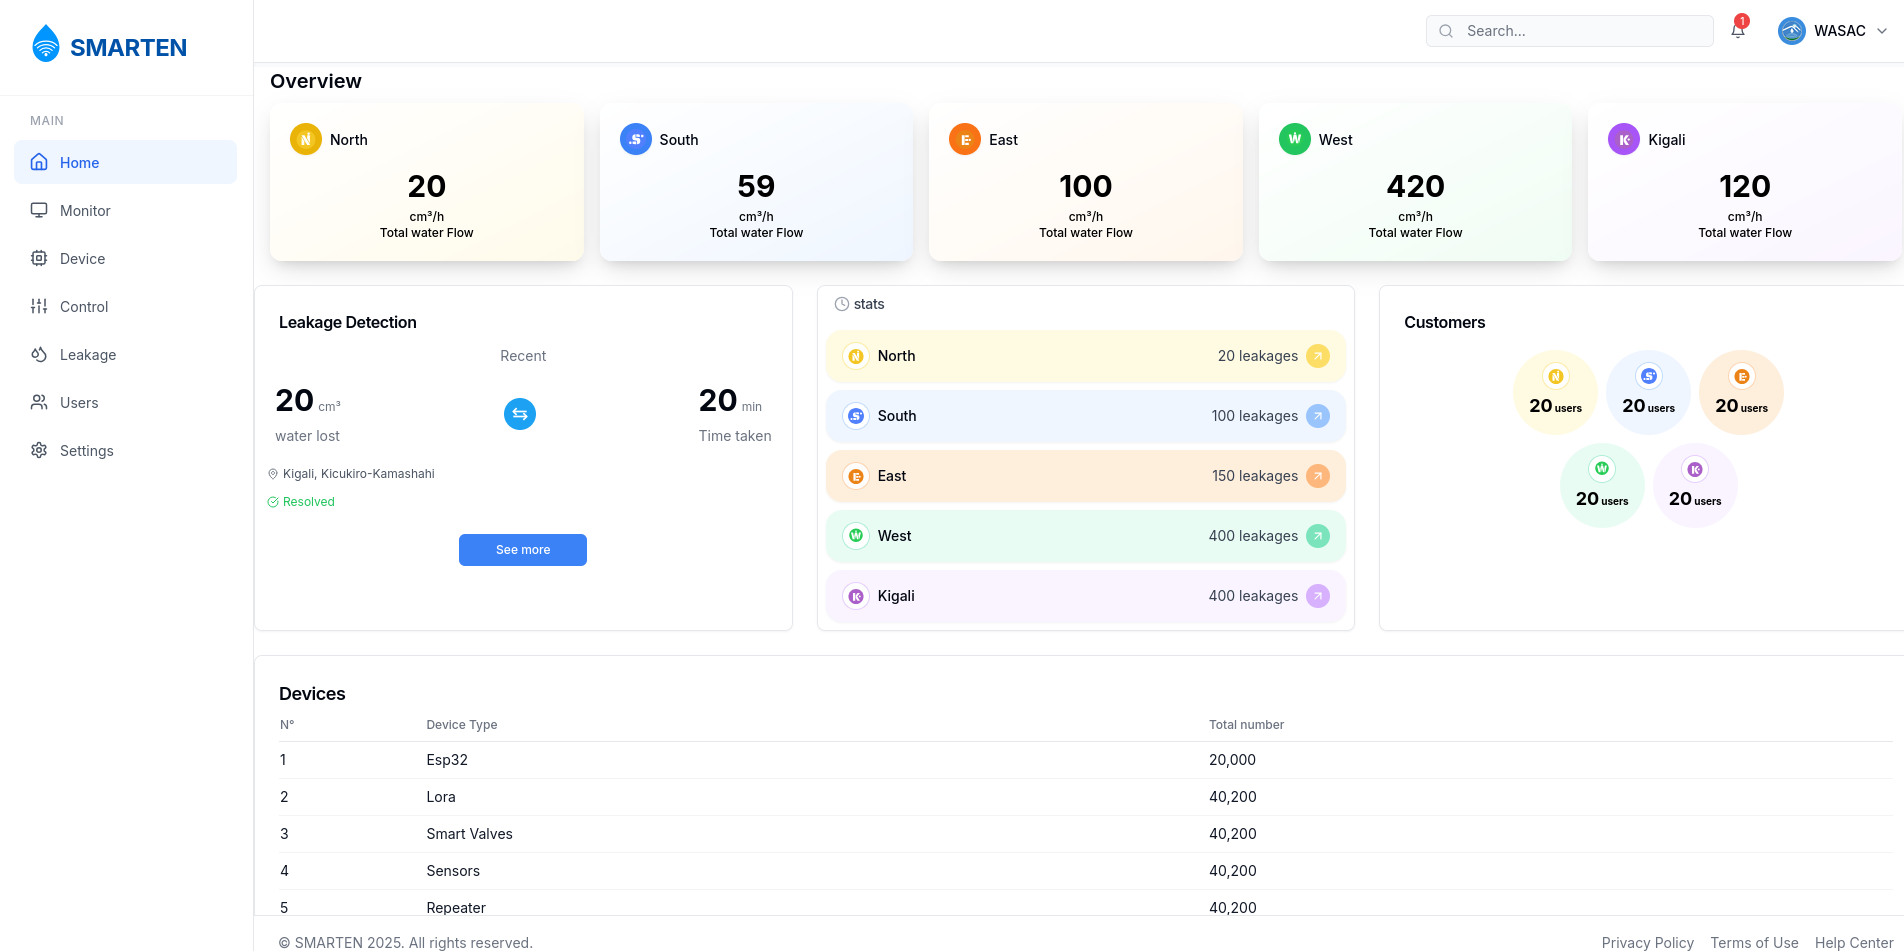 SMARTEN
Search...
1
WASAC
MAIN
Home
Monitor
Device
Control
Leakage
Users
Settings
Overview
N North
20
cm³/h
Total water Flow
S South
59
cm³/h
Total water Flow
E East
100
cm³/h
Total water Flow
W West
420
cm³/h
Total water Flow
K Kigali
120
cm³/h
Total water Flow
Leakage Detection
Recent
20 cm³
water lost
20 min
Time taken
Kigali, Kicukiro-Kamashahi
Resolved
See more
stats
N North 20 leakages
S South 100 leakages
E East 150 leakages
W West 400 leakages
K Kigali 400 leakages
Customers
N
20 users
S
20 users
E
20 users
W
20 users
K
20 users
Devices
N° Device Type Total number
1 Esp32 20,000
2 Lora 40,200
3 Smart Valves 40,200
4 Sensors 40,200
5 Repeater 40,200
© SMARTEN 2025. All rights reserved.
Privacy Policy Terms of Use Help Center